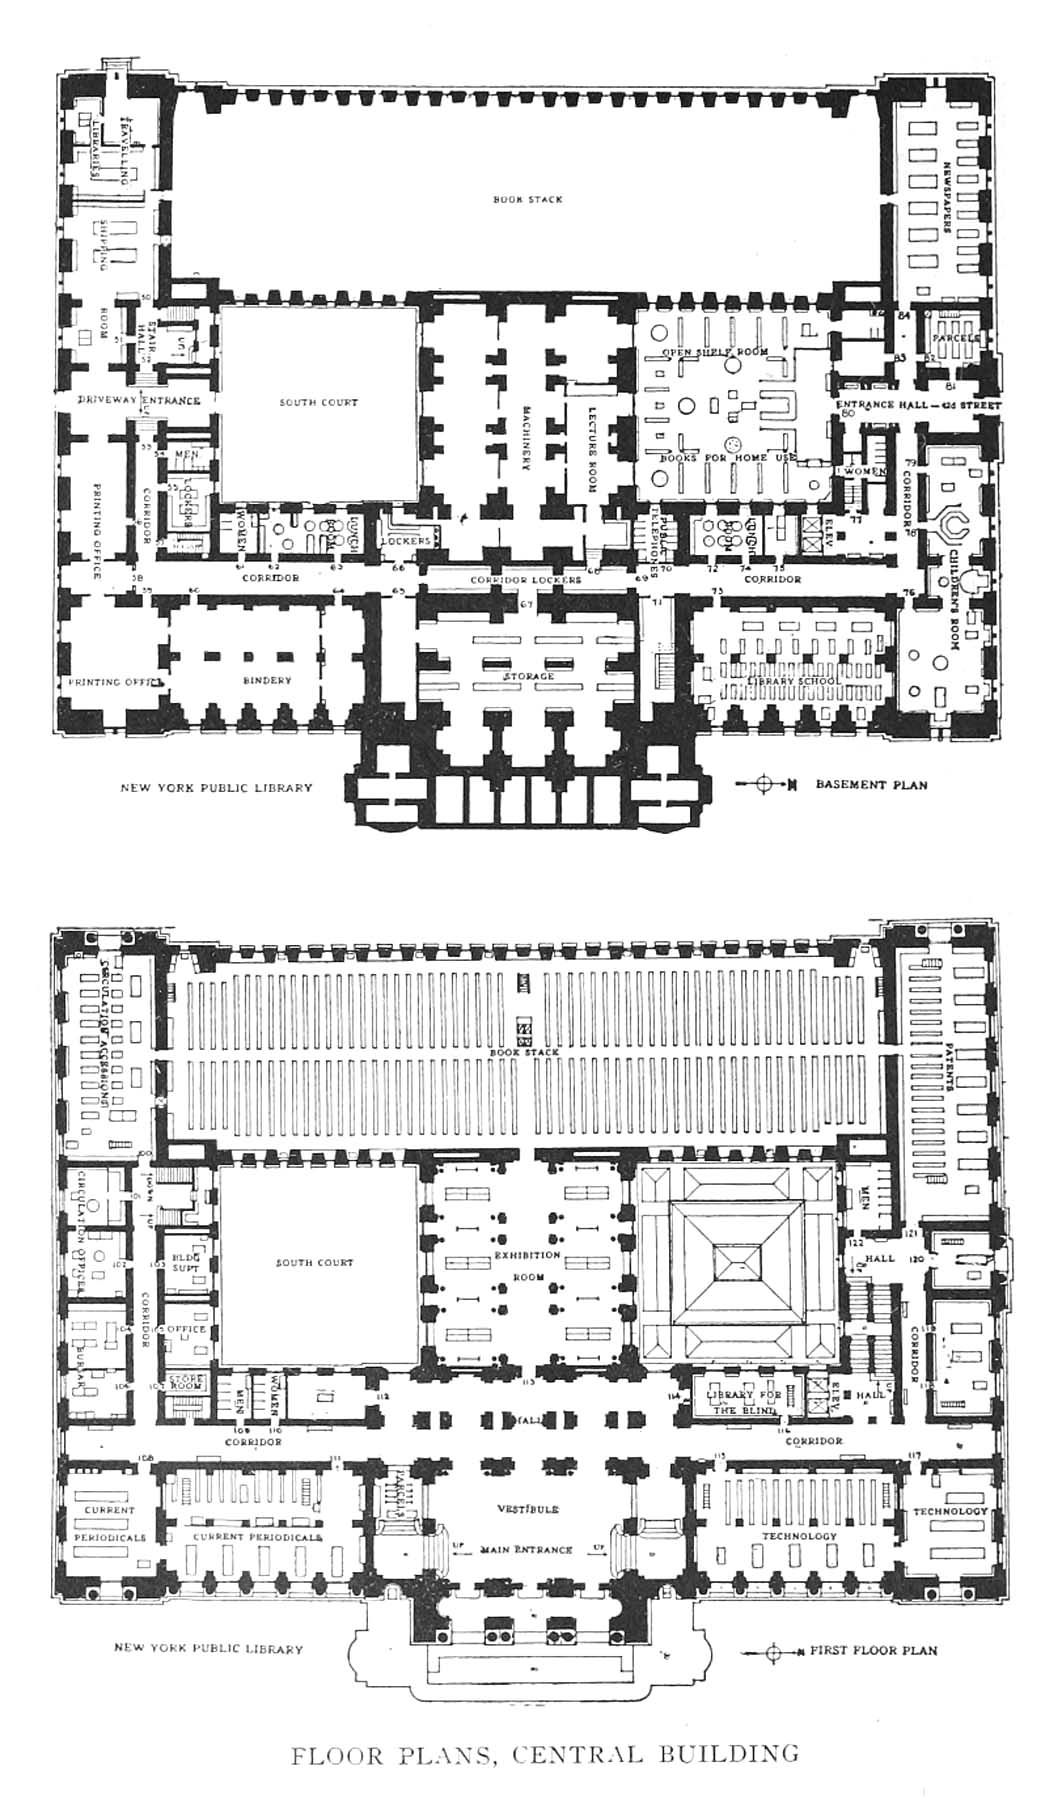 TRAVELLING
LIBRARIES
BOOK STACK
NEWSPAPERS
SHIPPING
ROOM
50
51
STAIR
HALL
52
84
PARCELS
83
82
81
OPEN SHELF ROOM
DRIVEWAY ENTRANCE
UP
SOUTH COURT
MACHINERY
LECTURE ROOM
ENTRANCE HALL — 42d STREET
80
53
54
MEN
BOOKS FOR HOME USE
WOMEN
79
55
LOCKERS
PRINTING OFFICE
CORRIDOR
WOMEN
LUNCH
ROOM
LOCKERS
PUBLIC
TELEPHONES
LUNCH
ROOM
ELEV.
77
CORRIDOR
78
CHILDREN'S ROOM
57
61
62
63
66
68
70
72
74
75
58
CORRIDOR
CORRIDOR LOCKERS
69
CORRIDOR
59
60
64
65
67
71
73
76
PRINTING OFFICE
BINDERY
STORAGE
LIBRARY SCHOOL
NEW YORK PUBLIC LIBRARY
N
BASEMENT PLAN
CIRCULATION
ACCESSIONS
BOOK STACK
PATENTS
100
CIRCULATION OFFICES
101
DOWN
UP
MEN
102
103
BLDG
SUPT
SOUTH COURT
EXHIBITION
ROOM
122
121
HALL
120
UP
CORRIDOR
104
105
OFFICE
CORRIDOR
119
BURSAR
106
107
STORE
ROOM
MEN
WOMEN
112
113
114
LIBRARY FOR
THE BLIND
ELEV.
HALL
UP
118
109
110
HALL
116
CORRIDOR
CORRIDOR
108
111
115
117
CURRENT
PERIODICALS
CURRENT PERIODICALS
PARCELS
VESTIBULE
TECHNOLOGY
TECHNOLOGY
UP
MAIN ENTRANCE
UP
NEW YORK PUBLIC LIBRARY
N
FIRST FLOOR PLAN
FLOOR PLANS, CENTRAL BUILDING